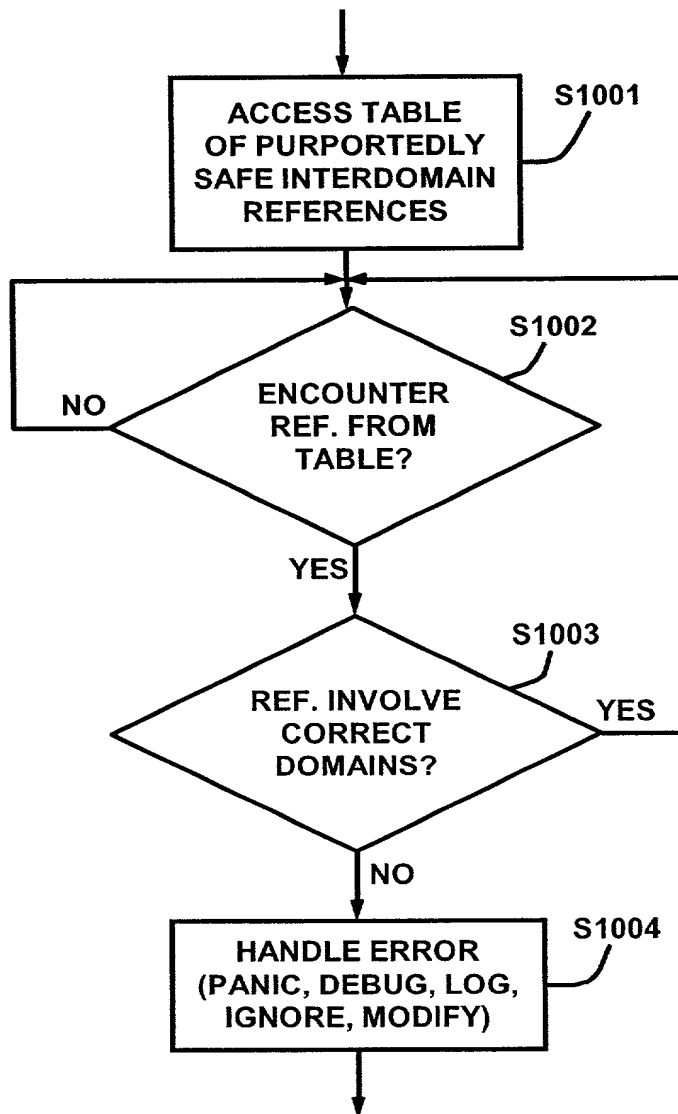 S1001
ACCESS TABLE
OF PURPORTEDLY
SAFE INTERDOMAIN
REFERENCES
S1002
ENCOUNTER
REF. FROM
TABLE?
NO
YES
S1003
REF. INVOLVE
CORRECT
DOMAINS?
YES
NO
S1004
HANDLE ERROR
(PANIC, DEBUG, LOG,
IGNORE, MODIFY)